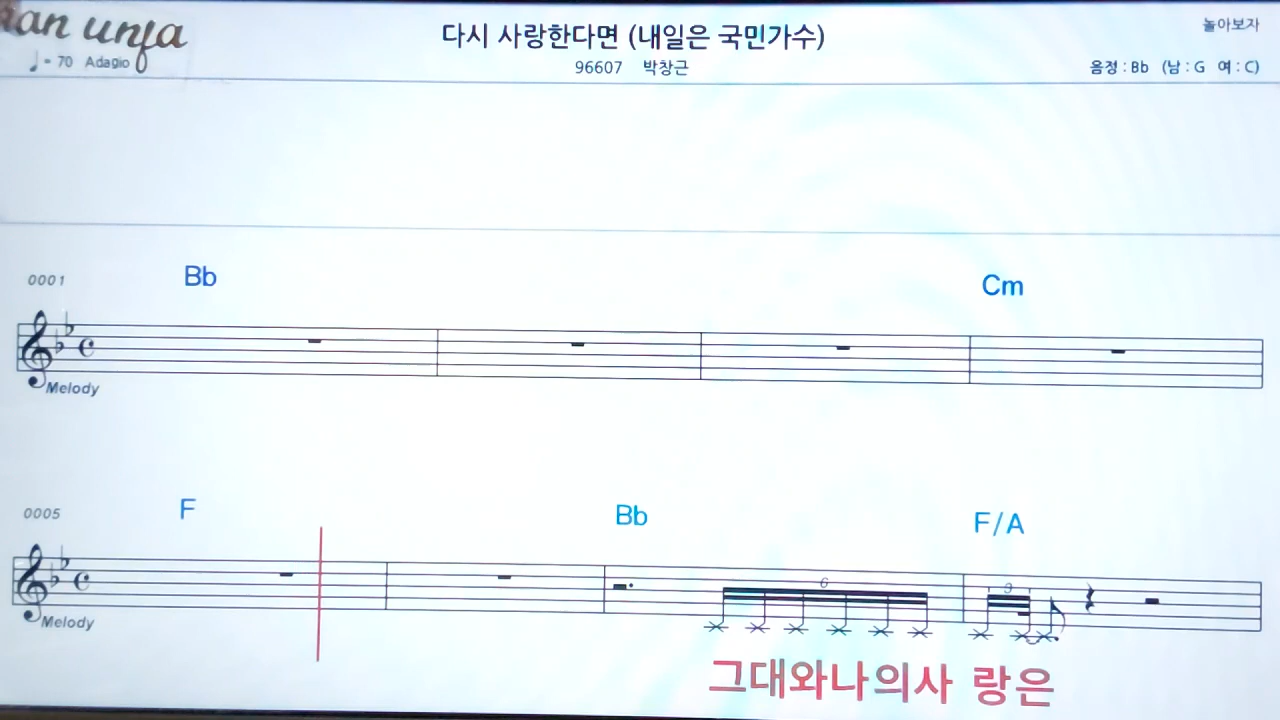 다시 사랑한다면 (내일은 국민가수)
놀아보자
♩= 70 Adagio
96607 박창근
음정 : Bb (남 : G 여 : C)
0001 Bb Cm
Melody
0005 F Bb F/A
6 3
Melody
그대와나의사 랑은